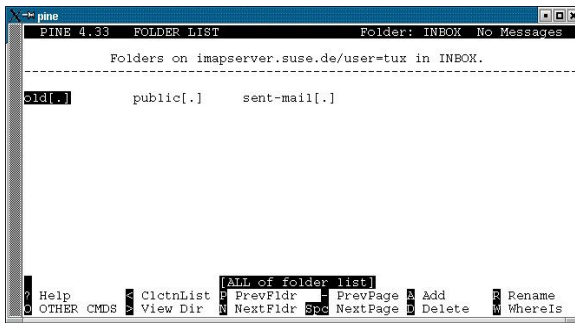 pine
PINE 4.33 FOLDER LIST Folder: INBOX No Messages
Folders on imapserver.suse.de/user=tux in INBOX.
old[.] public[.] sent-mail[.]
[ALL of folder list]
? Help < ClctnList P PrevFldr - PrevPage A Add R Rename
O OTHER CMDS > View Dir N NextFldr Spc NextPage D Delete W WhereIs